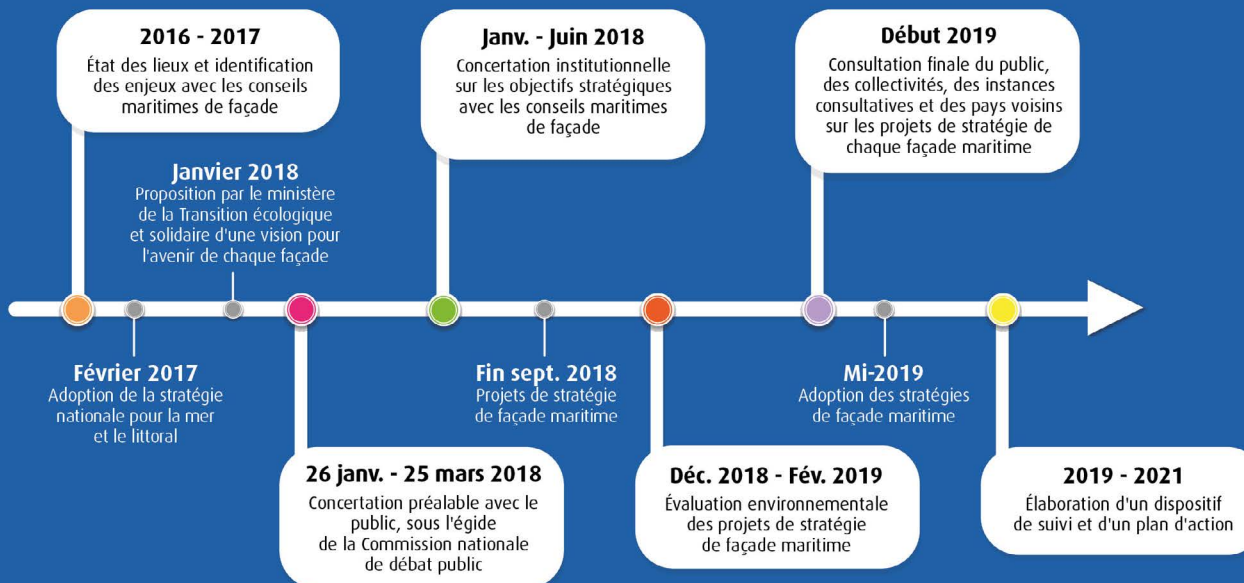 2016 - 2017
État des lieux et identification
des enjeux avec les conseils
maritimes de façade
Janvier 2018
Proposition par le ministère
de la Transition écologique
et solidaire d'une vision pour
l'avenir de chaque façade
Janv. - Juin 2018
Concertation institutionnelle
sur les objectifs stratégiques
avec les conseils maritimes
de façade
Début 2019
Consultation finale du public,
des collectivités, des instances
consultatives et des pays voisins
sur les projets de stratégie de
chaque façade maritime
Février 2017
Adoption de la stratégie
nationale pour la mer
et le littoral
26 janv. - 25 mars 2018
Concertation préalable avec le
public, sous l'égide
de la Commission nationale
de débat public
Fin sept. 2018
Projets de stratégie
de façade maritime
Déc. 2018 - Fév. 2019
Évaluation environnementale
des projets de stratégie
de façade maritime
Mi-2019
Adoption des stratégies
de façade maritime
2019 - 2021
Élaboration d'un dispositif
de suivi et d'un plan d'action